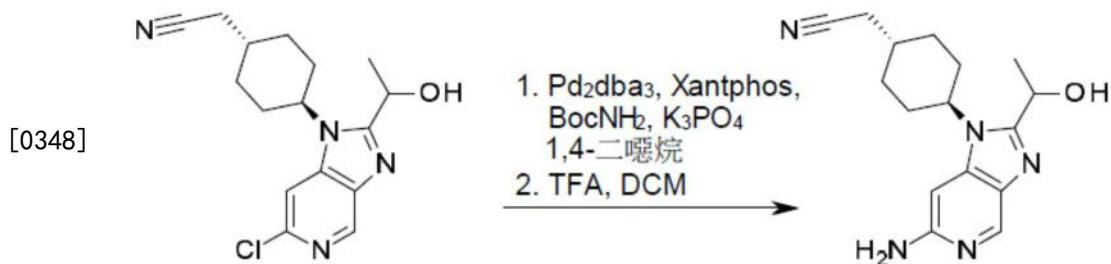 [0348]
N
OH
N
N
Cl
N
1. Pd₂dba₃, Xantphos,
BocNH₂, K₃PO₄
1,4-二噁烷
2. TFA, DCM
N
OH
N
N
H₂N
N